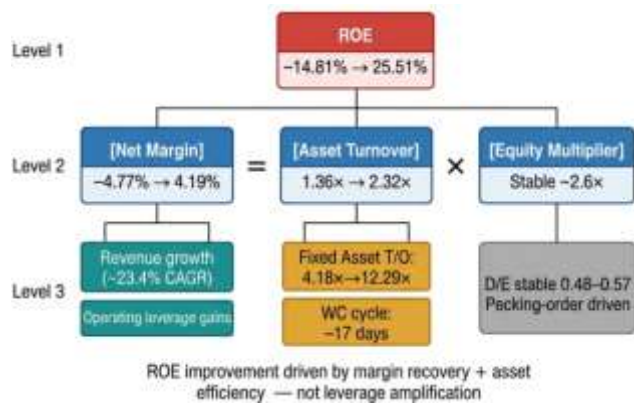 Level 1
ROE
−14.81% → 25.51%
Level 2
[Net Margin]
−4.77% → 4.19%
=
[Asset Turnover]
1.36× → 2.32×
×
[Equity Multiplier]
Stable ~2.6×
Level 3
Revenue growth
(~23.4% CAGR)
Operating leverage gains
Fixed Asset T/O:
4.18×→12.29×
WC cycle:
−17 days
D/E stable 0.48–0.57
Pecking-order driven
ROE improvement driven by margin recovery + asset
efficiency — not leverage amplification